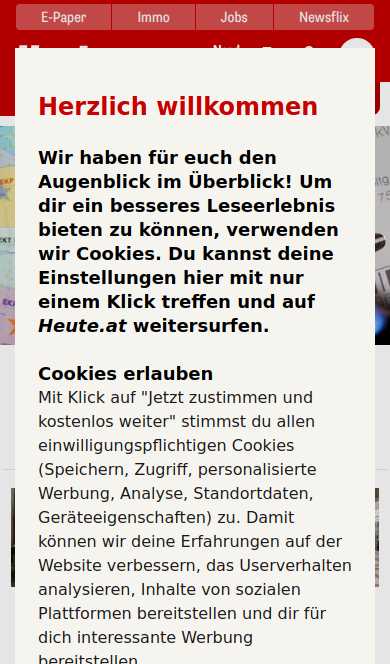 E-Paper
Immo
Jobs
Newsflix
Herzlich willkommen
Wir haben für euch den
Augenblick im Überblick! Um
dir ein besseres Leseerlebnis
bieten zu können, verwenden
wir Cookies. Du kannst deine
Einstellungen hier mit nur
einem Klick treffen und auf
Heute.at weitersurfen.
Cookies erlauben
Mit Klick auf "Jetzt zustimmen und
kostenlos weiter" stimmst du allen
einwilligungspflichtigen Cookies
(Speichern, Zugriff, personalisierte
Werbung, Analyse, Standortdaten,
Geräteeigenschaften) zu. Damit
können wir deine Erfahrungen auf der
Website verbessern, das Userverhalten
analysieren, Inhalte von sozialen
Plattformen bereitstellen und dir für
dich interessante Werbung
bereitstellen